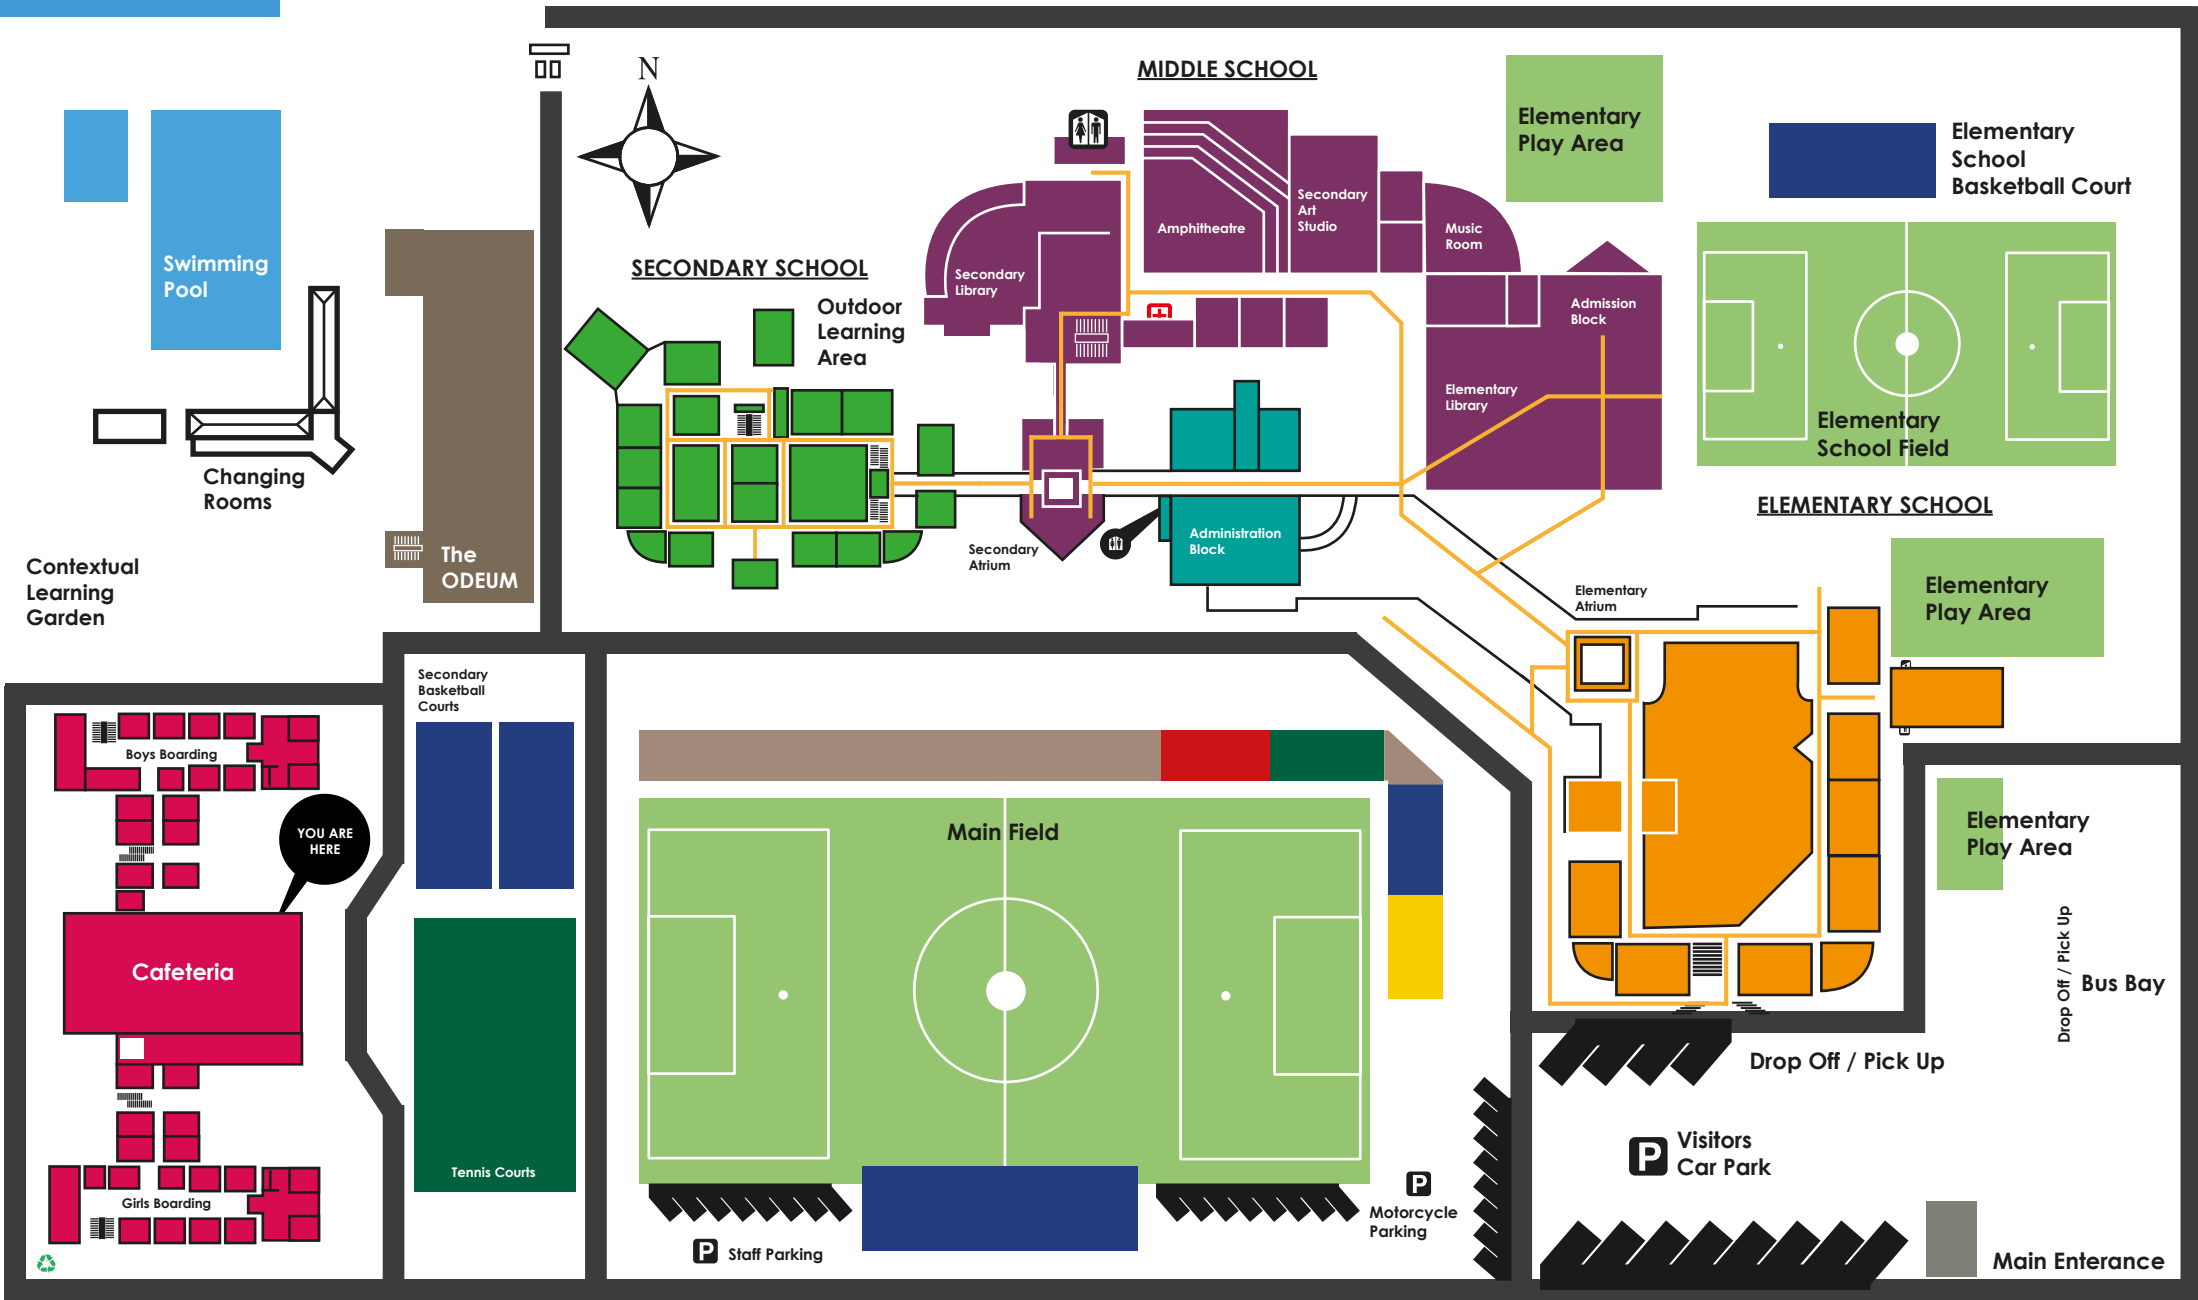 N
MIDDLE SCHOOL
Elementary
Play Area
Elementary
School
Basketball Court
Swimming
Pool
SECONDARY SCHOOL
Outdoor
Learning
Area
Secondary
Library
Amphitheatre
Secondary
Art
Studio
Music
Room
Admission
Block
Elementary
Library
Elementary
School Field
ELEMENTARY SCHOOL
Changing
Rooms
The
ODEUM
Contextual
Learning
Garden
Secondary
Atrium
Administration
Block
Elementary
Atrium
Elementary
Play Area
Secondary
Basketball
Courts
Boys Boarding
YOU ARE
HERE
Main Field
Elementary
Play Area
Cafeteria
Drop Off / Pick Up
Bus Bay
Drop Off / Pick Up
P
Visitors
Car Park
Tennis Courts
Girls Boarding
P
Motorcycle
Parking
P
Staff Parking
Main Enterance